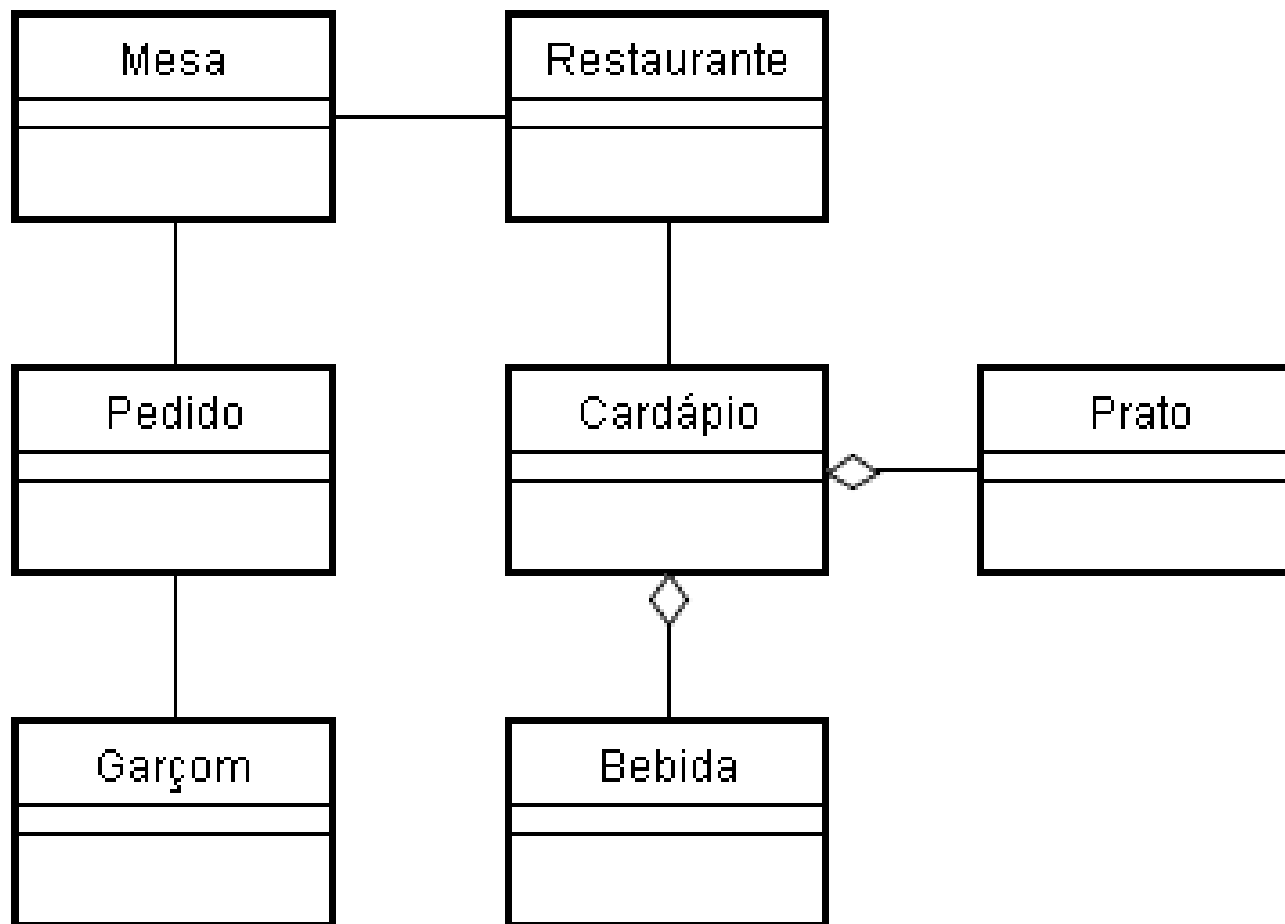 Mesa
Restaurante
Pedido
Cardápio
Prato
Garçom
Bebida